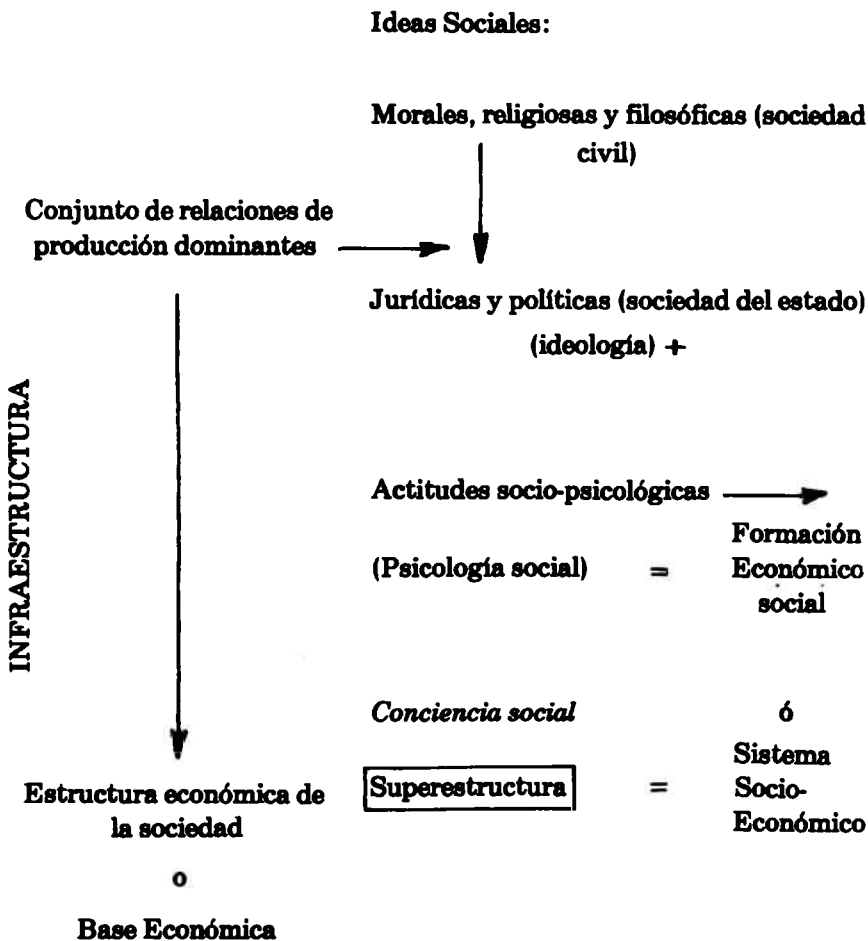 Ideas Sociales:
Morales, religiosas y filosóficas (sociedad
civil)
Conjunto de relaciones de
producción dominantes
Jurídicas y políticas (sociedad del estado)
(ideología) +
INFRAESTRUCTURA
Actitudes socio-psicológicas
(Psicología social) =
Formación
Económico
social
Conciencia social
ó
Superestructura =
Sistema
Socio-
Económico
Estructura económica de
la sociedad
o
Base Económica